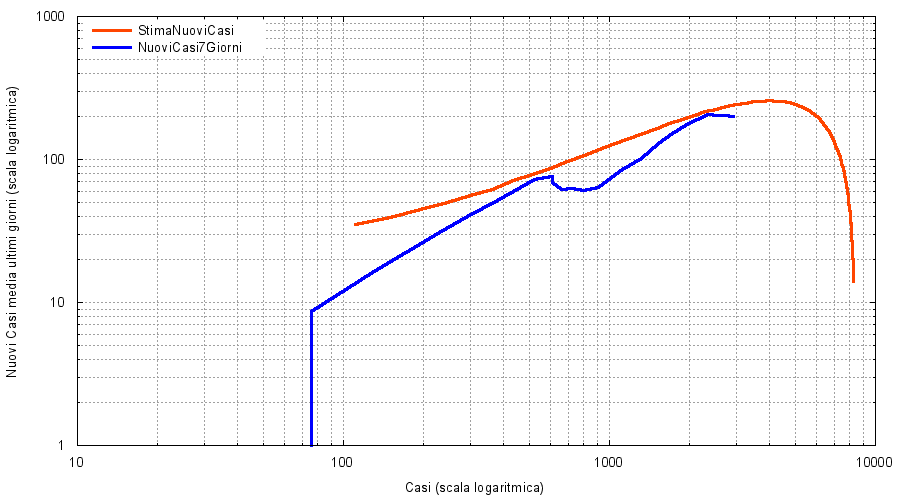 1000
StimaNuoviCasi
NuoviCasi7Giorni
100
10
1
10
100
1000
10000
Nuovi Casi media ultimi giorni (scala logaritmica)
Casi (scala logaritmica)